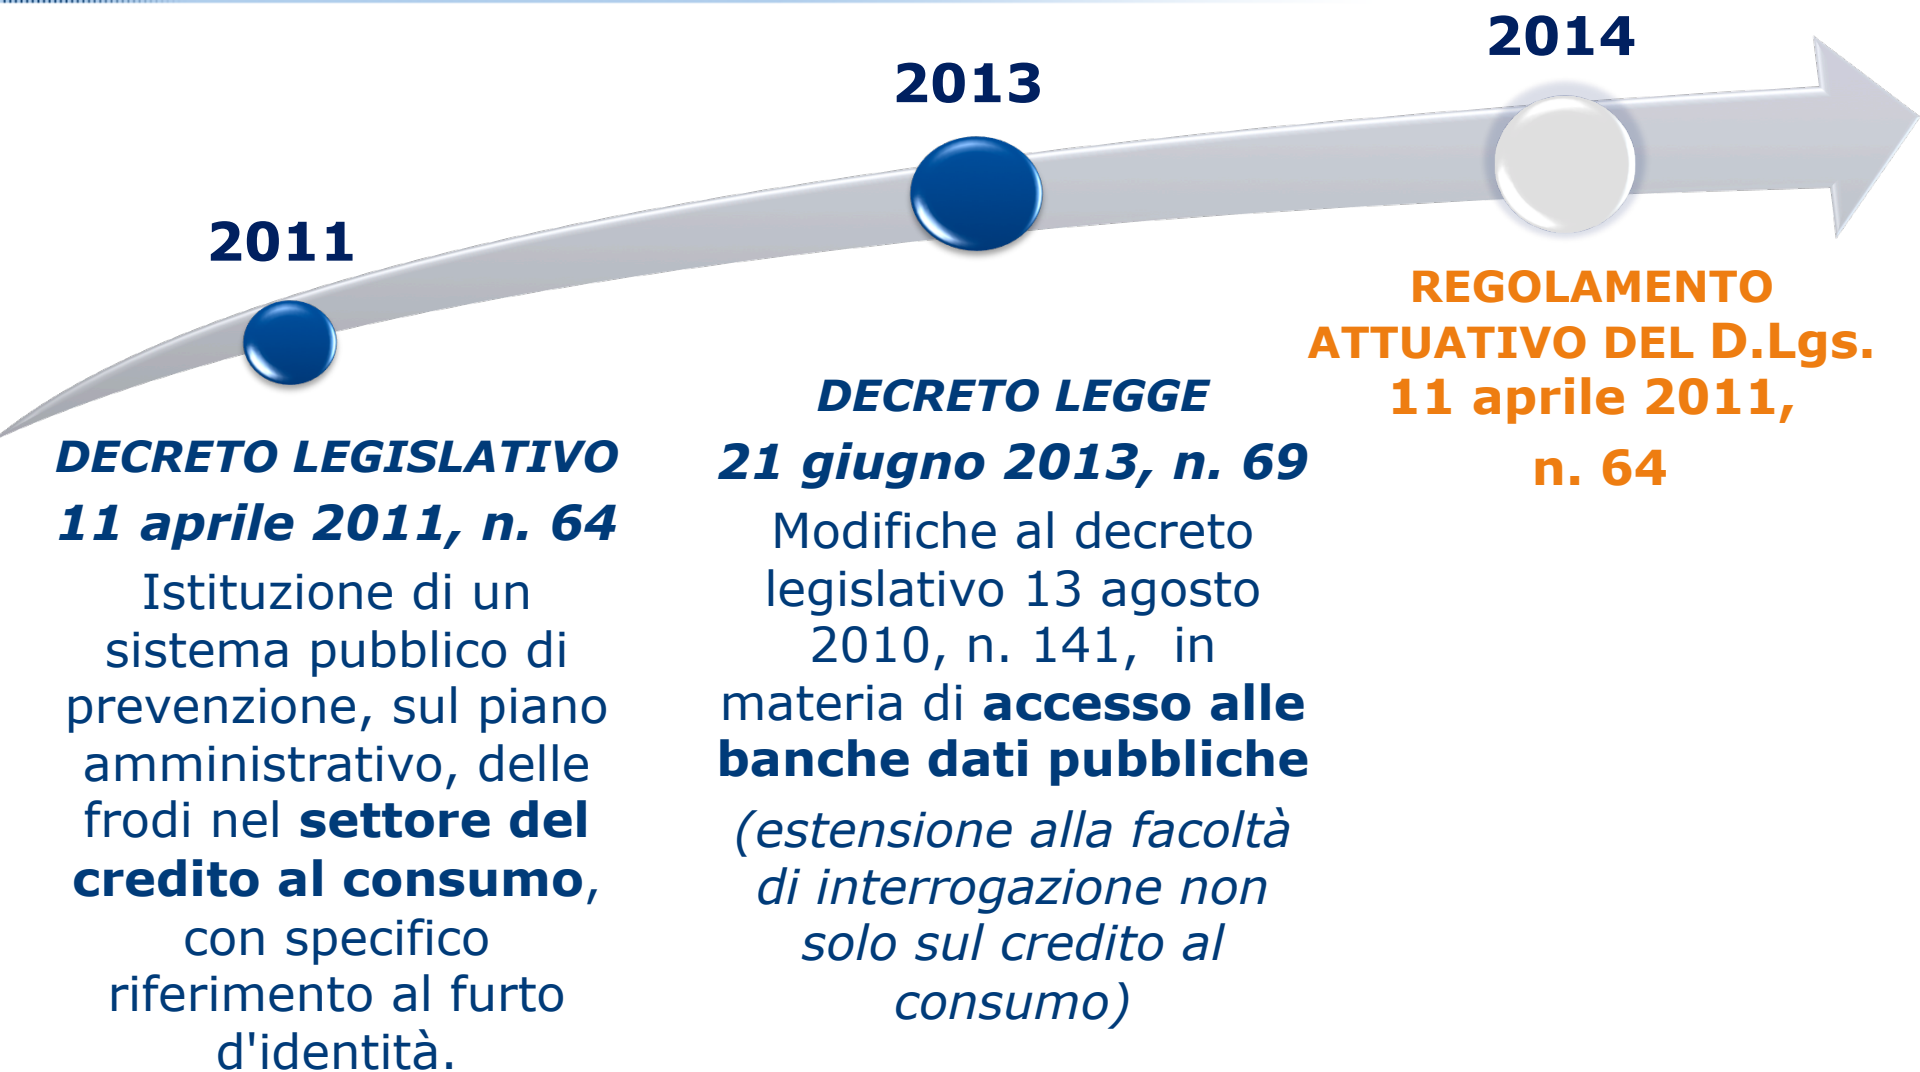 2011
DECRETO LEGISLATIVO
11 aprile 2011, n. 64
Istituzione di un
sistema pubblico di
prevenzione, sul piano
amministrativo, delle
frodi nel settore del
credito al consumo,
con specifico
riferimento al furto
d'identità.
2013
DECRETO LEGGE
21 giugno 2013, n. 69
Modifiche al decreto
legislativo 13 agosto
2010, n. 141, in
materia di accesso alle
banche dati pubbliche
(estensione alla facoltà
di interrogazione non
solo sul credito al
consumo)
2014
REGOLAMENTO
ATTUATIVO DEL D.Lgs.
11 aprile 2011,
n. 64